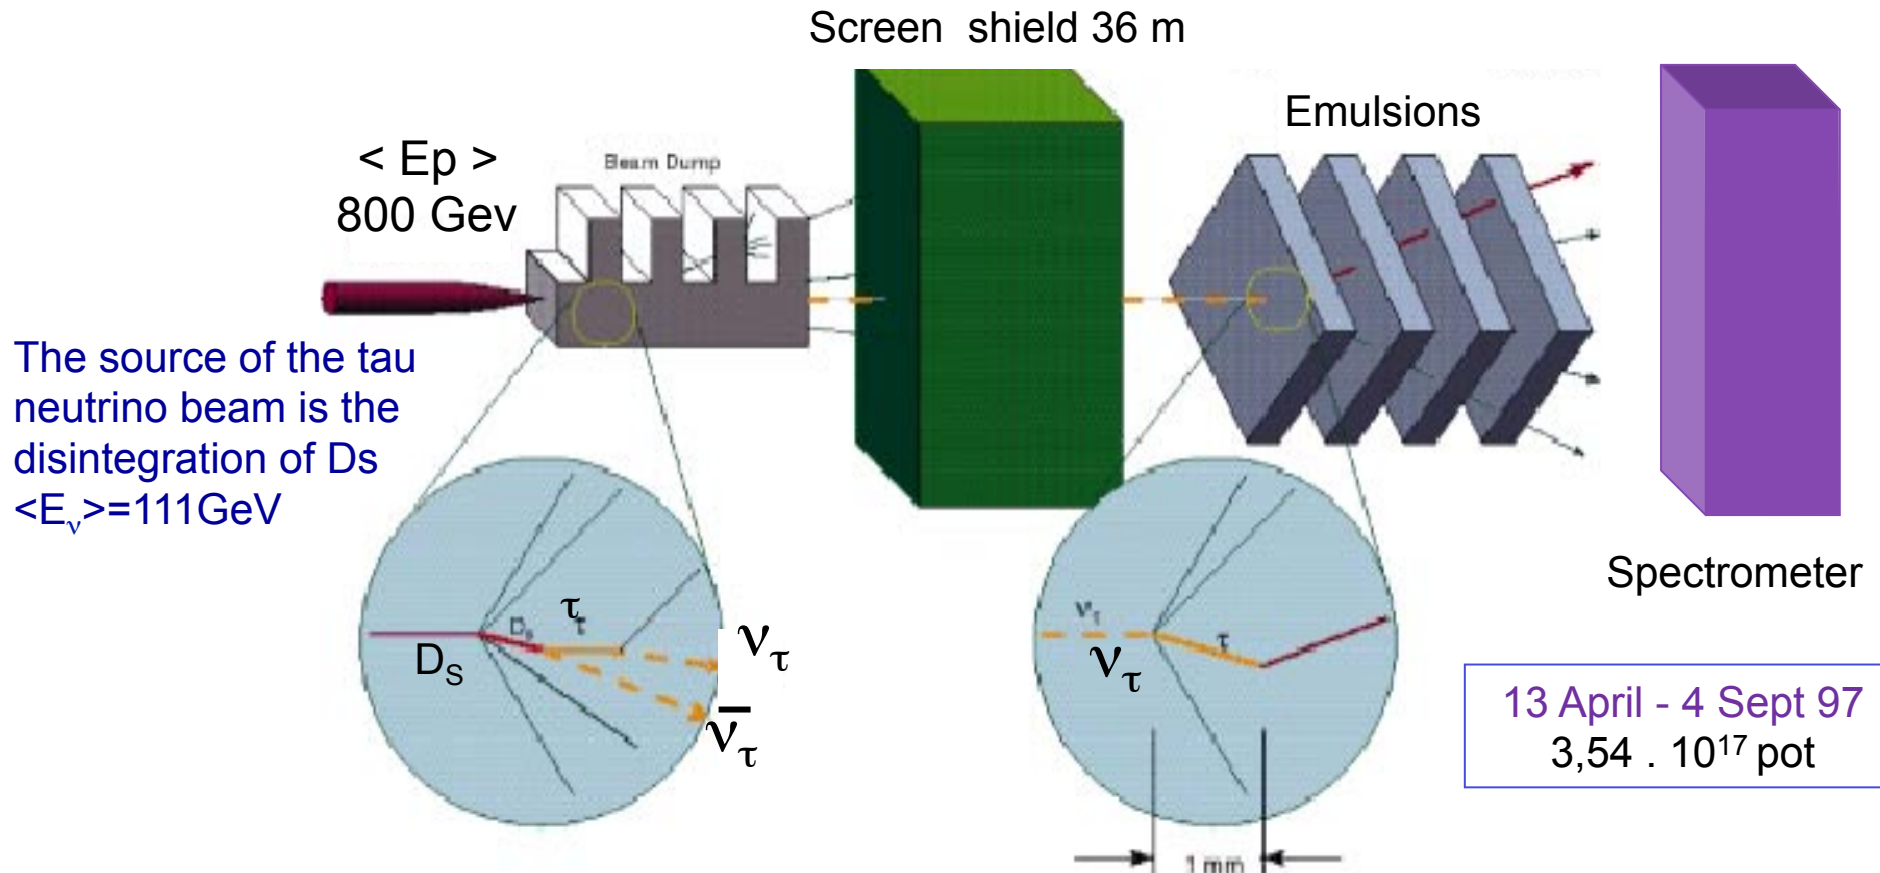 Screen shield 36 m
Emulsions
< Ep >
800 Gev
Beam Dump
The source of the tau
neutrino beam is the
disintegration of Ds
<Eν>=111GeV
Spectrometer
Ds
τ
τ
DS
ντ
ν̅τ
ντ
τ
ντ
13 April - 4 Sept 97
3,54 . 10¹⁷ pot
1 mm